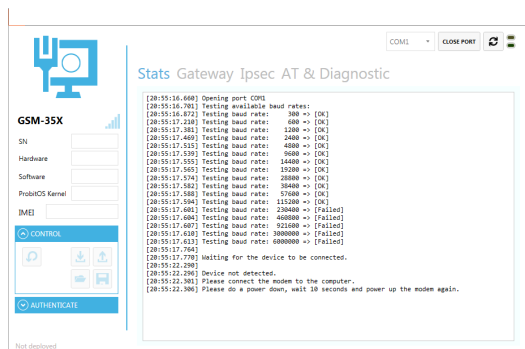 COM1
CLOSE PORT
Stats Gateway Ipsec AT & Diagnostic
GSM-35X
SN
Hardware
Software
ProbitOS Kernel
IMEI
CONTROL
AUTHENTICATE
Not deployed
[20:55:16.660] Opening port COM1
[20:55:16.701] Testing available baud rates:
[20:55:16.872] Testing baud rate: 300 => [OK]
[20:55:17.210] Testing baud rate: 600 => [OK]
[20:55:17.381] Testing baud rate: 1200 => [OK]
[20:55:17.469] Testing baud rate: 2400 => [OK]
[20:55:17.515] Testing baud rate: 4800 => [OK]
[20:55:17.539] Testing baud rate: 9600 => [OK]
[20:55:17.555] Testing baud rate: 14400 => [OK]
[20:55:17.565] Testing baud rate: 19200 => [OK]
[20:55:17.574] Testing baud rate: 28800 => [OK]
[20:55:17.582] Testing baud rate: 38400 => [OK]
[20:55:17.588] Testing baud rate: 57600 => [OK]
[20:55:17.594] Testing baud rate: 115200 => [OK]
[20:55:17.601] Testing baud rate: 230400 => [Failed]
[20:55:17.604] Testing baud rate: 460800 => [Failed]
[20:55:17.607] Testing baud rate: 921600 => [Failed]
[20:55:17.610] Testing baud rate: 3000000 => [Failed]
[20:55:17.613] Testing baud rate: 6000000 => [Failed]
[20:55:17.764]
[20:55:17.770] Waiting for the device to be connected.
[20:55:22.290]
[20:55:22.296] Device not detected.
[20:55:22.301] Please connect the modem to the computer.
[20:55:22.306] Please do a power down, wait 10 seconds and power up the modem again.